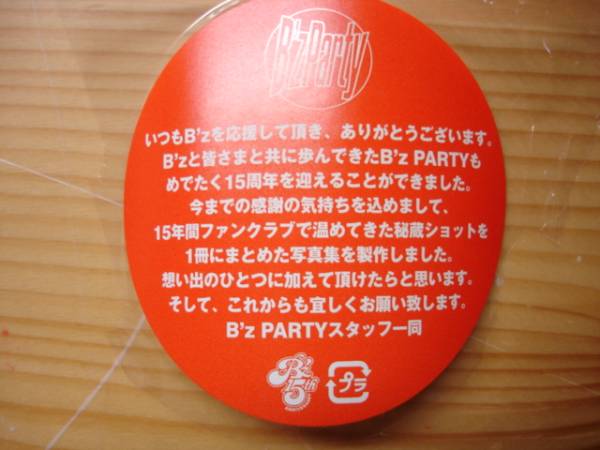 B'z Party
いつもB'zを応援して頂き、ありがとうございます。
B'zと皆さまと共に歩んできたB'z PARTYも
めでたく15周年を迎えることができました。
今までの感謝の気持ちを込めまして、
15年間ファンクラブで温めてきた秘蔵ショットを
1冊にまとめた写真集を製作しました。
想い出のひとつに加えて頂けたらと思います。
そして、これからも宜しくお願い致します。
B'z PARTYスタッフ一同
B'z
15th
ANNIVERSARY
プラ